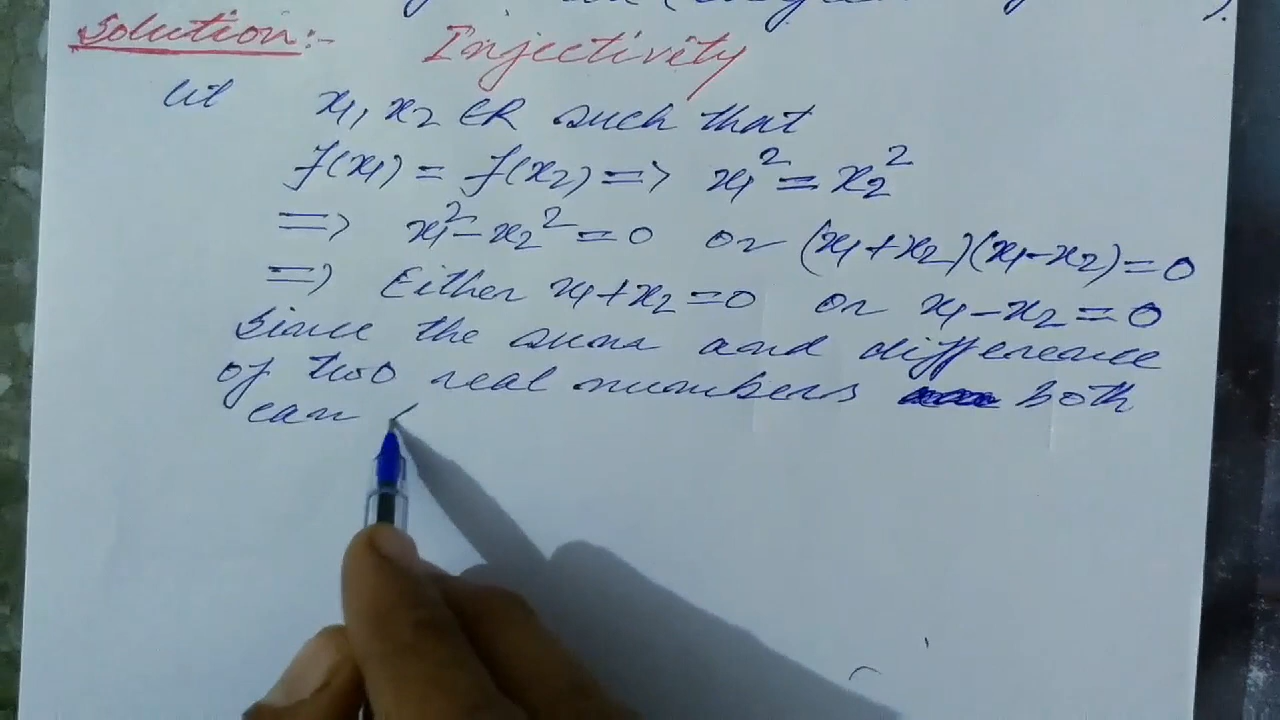 Solution:- Injectivity
Let x₁, x₂ ∈ R such that
f(x₁) = f(x₂) => x₁² = x₂²
=> x₁² - x₂² = 0 or (x₁+x₂)(x₁-x₂) = 0
=> Either x₁+x₂ = 0 or x₁-x₂ = 0
Since the sum and difference
of two real numbers both
can